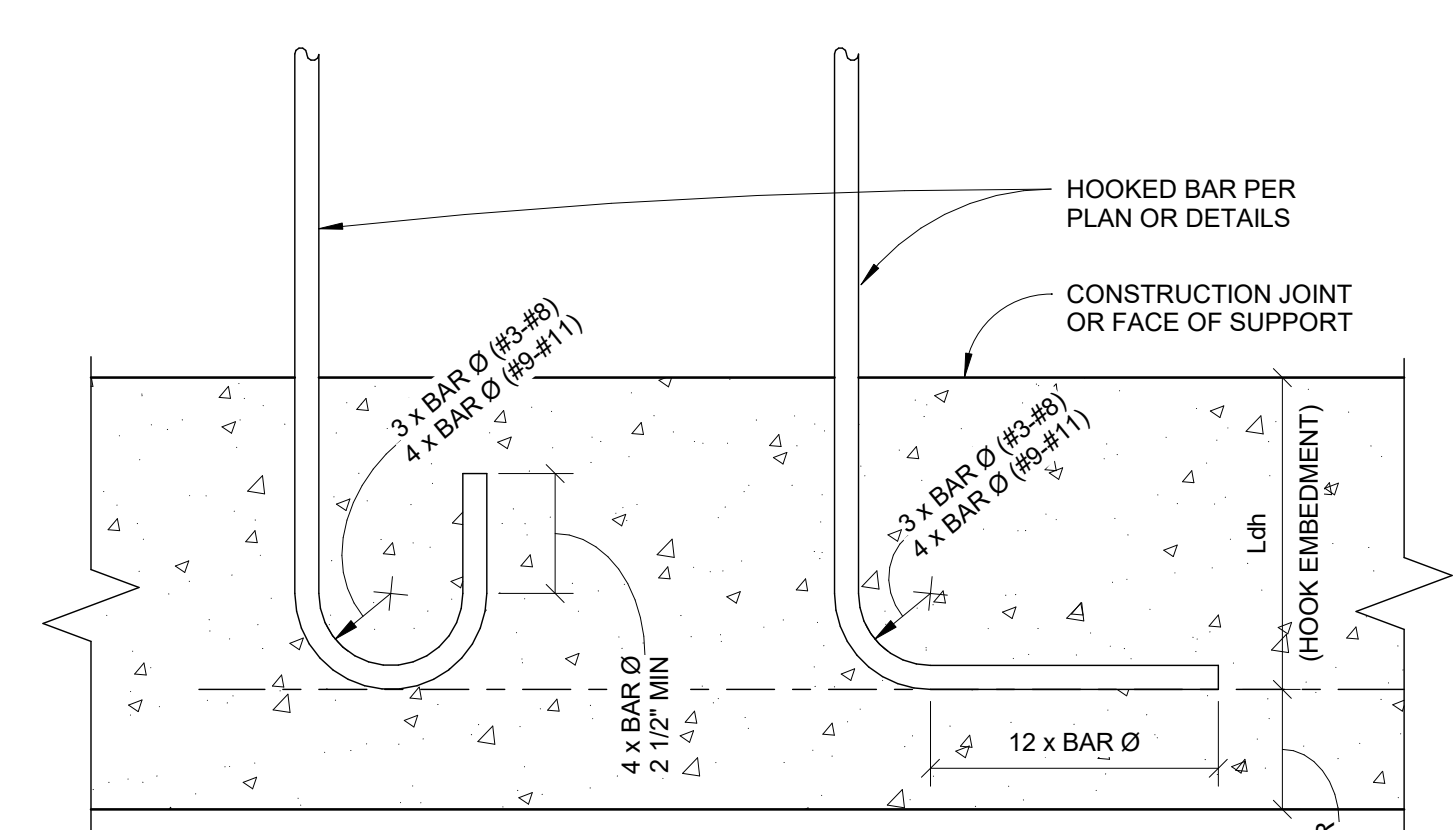 HOOKED BAR PER
PLAN OR DETAILS
CONSTRUCTION JOINT
OR FACE OF SUPPORT
3 x BAR Ø (#3-#8)
4 x BAR Ø (#9-#11)
3 x BAR Ø (#3-#8)
4 x BAR Ø (#9-#11)
Ldh
(HOOK EMBEDMENT)
4 x BAR Ø
2 1/2" MIN
12 x BAR Ø